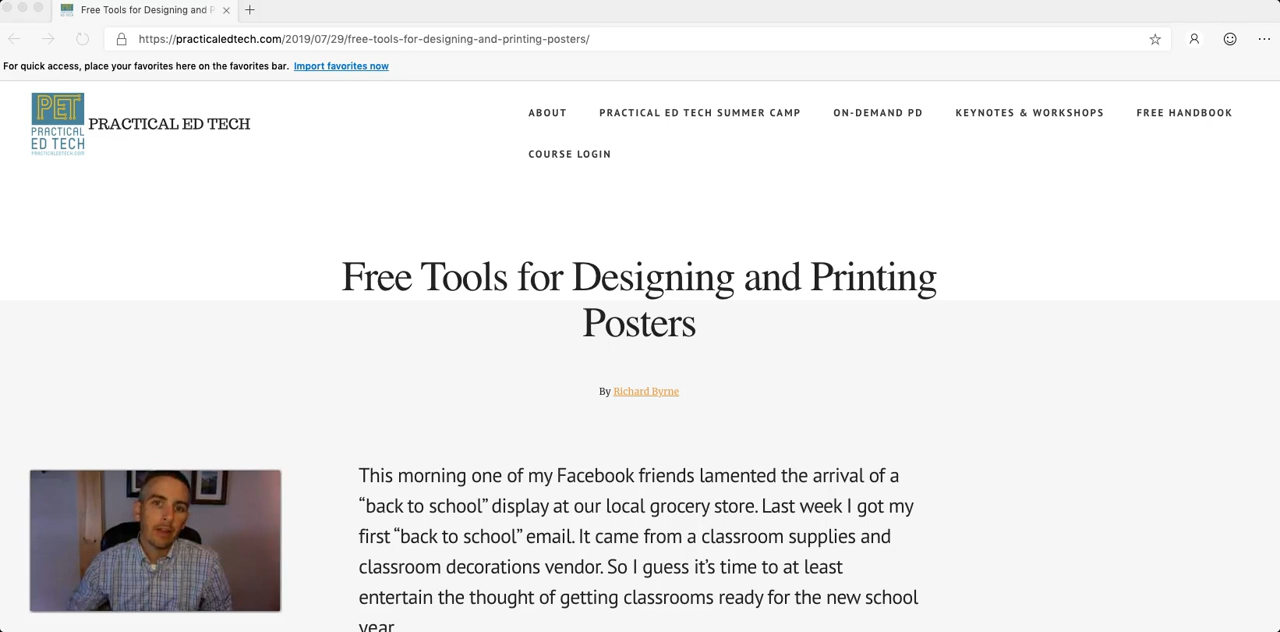 Free Tools for Designing and P
https://practicaledtech.com/2019/07/29/free-tools-for-designing-and-printing-posters/
For quick access, place your favorites here on the favorites bar. Import favorites now
PET
PRACTICAL
ED TECH
PRACTICALEDTECH.COM
PRACTICAL ED TECH
ABOUT PRACTICAL ED TECH SUMMER CAMP ON-DEMAND PD KEYNOTES & WORKSHOPS FREE HANDBOOK
COURSE LOGIN
Free Tools for Designing and Printing
Posters
By Richard Byrne
This morning one of my Facebook friends lamented the arrival of a
“back to school” display at our local grocery store. Last week I got my
first “back to school” email. It came from a classroom supplies and
classroom decorations vendor. So I guess it’s time to at least
entertain the thought of getting classrooms ready for the new school
year